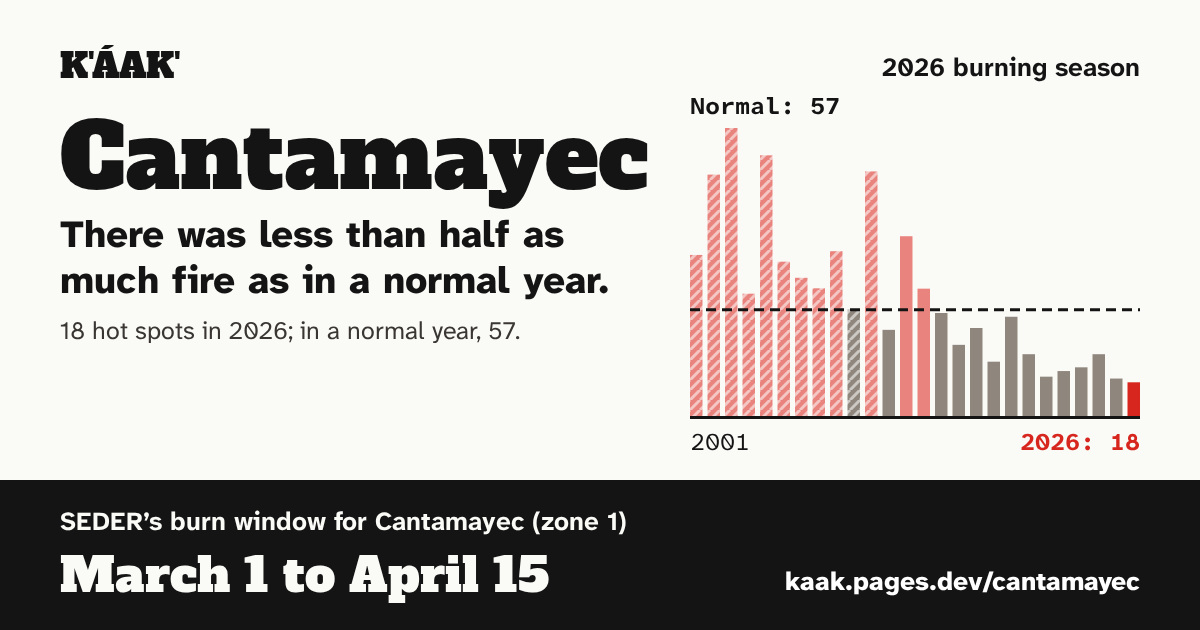 K'ÁAK'
2026 burning season
Cantamayec
There was less than half as
much fire as in a normal year.
18 hot spots in 2026; in a normal year, 57.
Normal: 57
2001
2026: 18
SEDER’s burn window for Cantamayec (zone 1)
March 1 to April 15
kaak.pages.dev/cantamayec